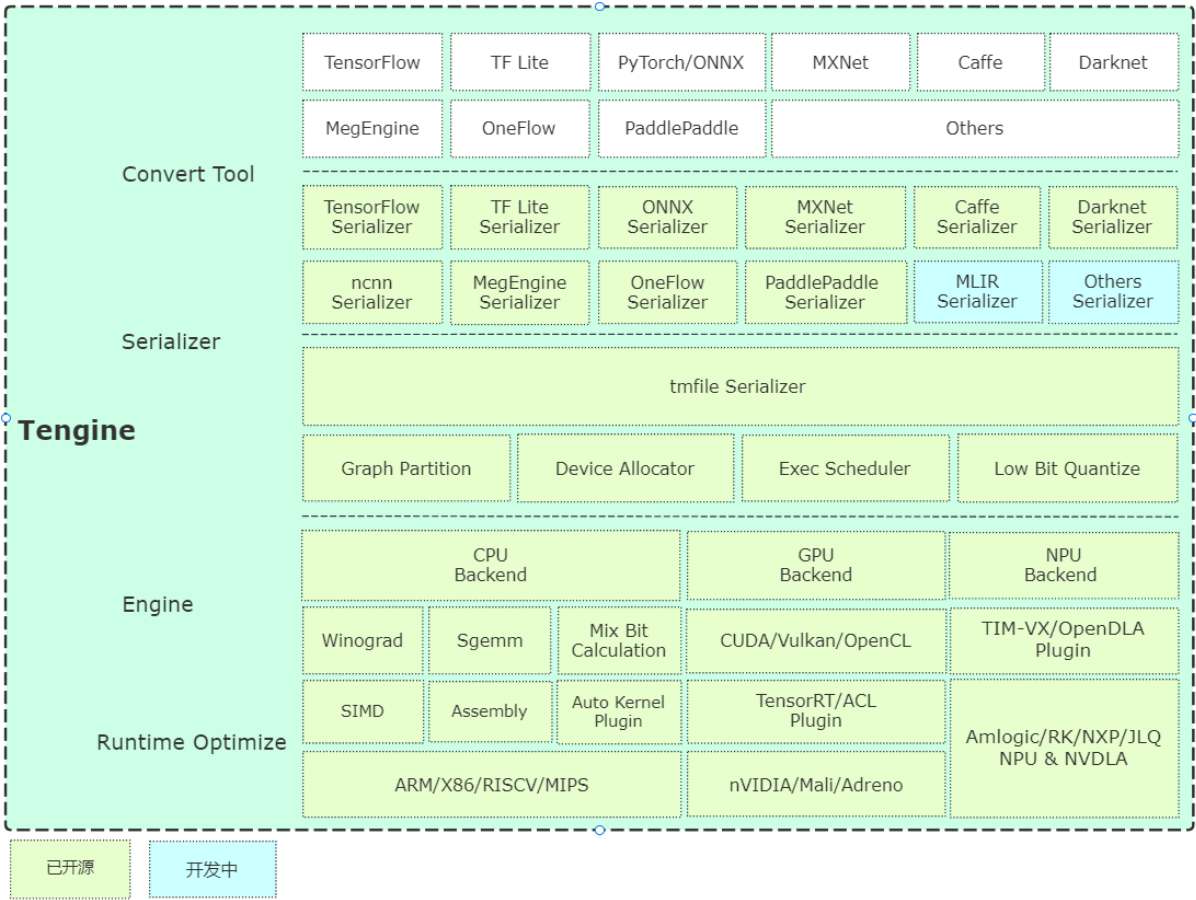 TensorFlow
TF Lite
PyTorch/ONNX
MXNet
Caffe
Darknet
MegEngine
OneFlow
PaddlePaddle
Others
Convert Tool
TensorFlow
Serializer
TF Lite
Serializer
ONNX
Serializer
MXNet
Serializer
Caffe
Serializer
Darknet
Serializer
ncnn
Serializer
MegEngine
Serializer
OneFlow
Serializer
PaddlePaddle
Serializer
MLIR
Serializer
Others
Serializer
Serializer
tmfile Serializer
Tengine
Graph Partition
Device Allocator
Exec Scheduler
Low Bit Quantize
CPU
Backend
GPU
Backend
NPU
Backend
Engine
Winograd
Sgemm
Mix Bit
Calculation
CUDA/Vulkan/OpenCL
TIM-VX/OpenDLA
Plugin
SIMD
Assembly
Auto Kernel
Plugin
TensorRT/ACL
Plugin
Amlogic/RK/NXP/JLQ
NPU & NVDLA
Runtime Optimize
ARM/X86/RISCV/MIPS
nVIDIA/Mali/Adreno
已开源
开发中